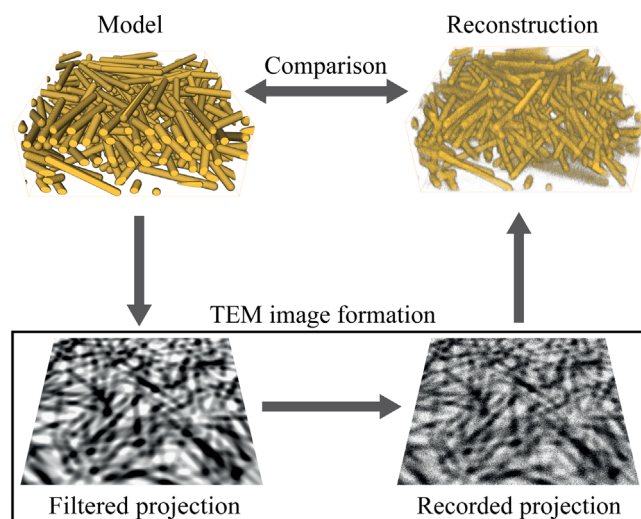 Model
Reconstruction
Comparison
TEM image formation
Filtered projection
Recorded projection